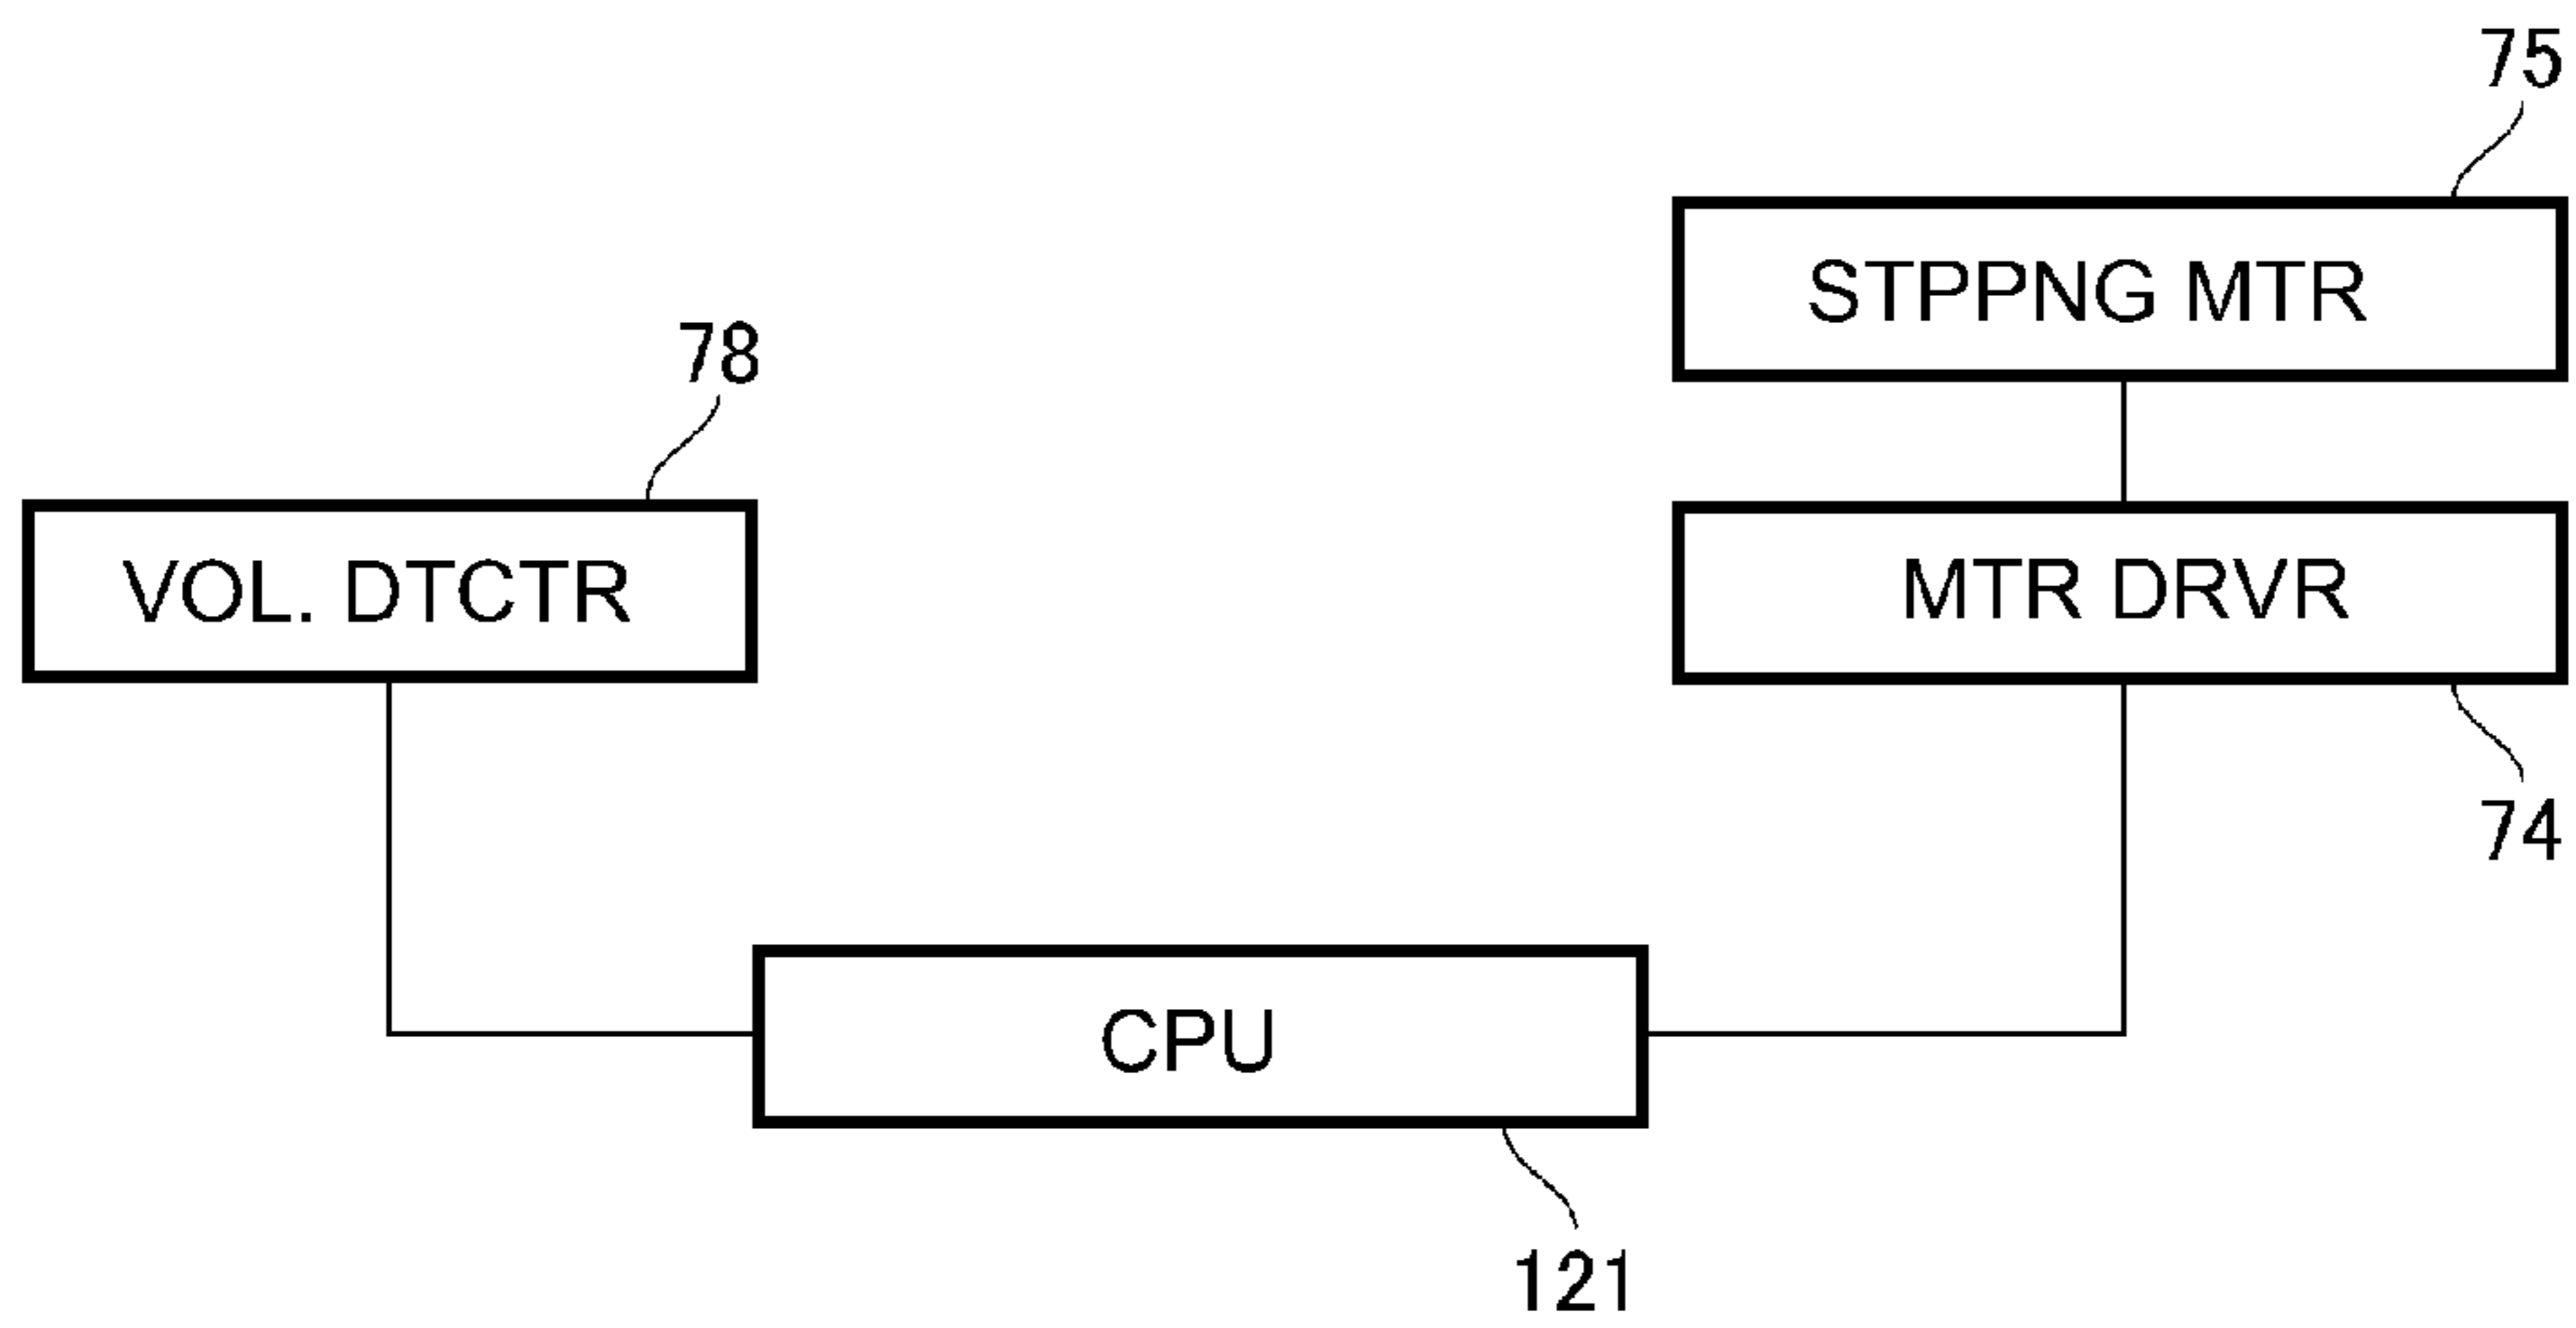 75
STPPNG MTR
78
VOL. DTCTR
MTR DRVR
74
CPU
121